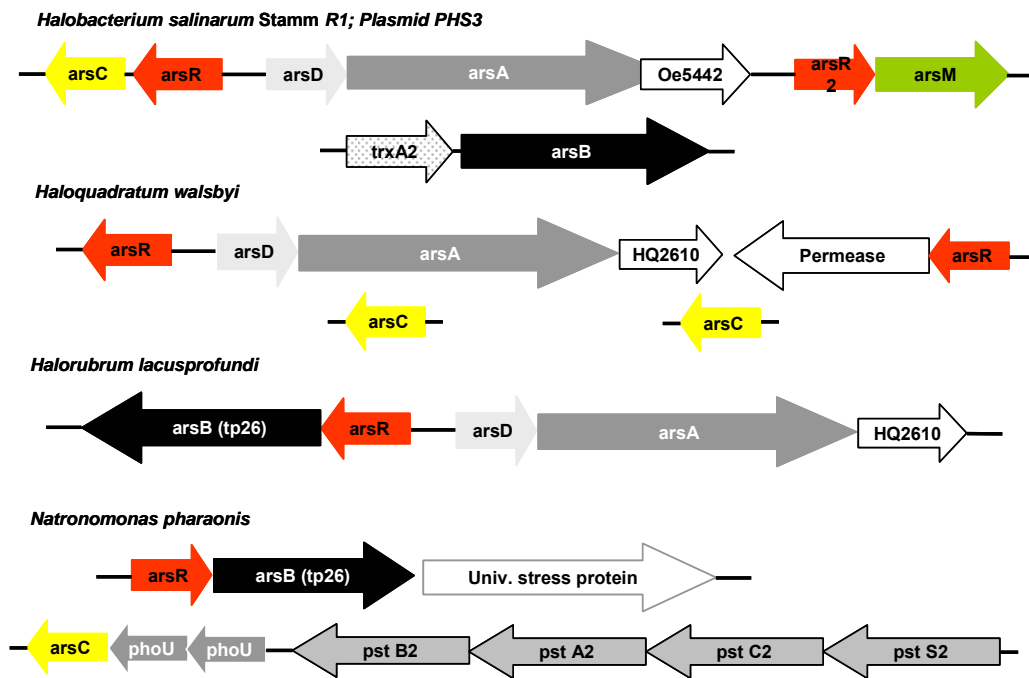 Halobacterium salinarum Stamm R1; Plasmid PHS3
arsC
arsR
arsD
arsA
Oe5442
arsR
2
arsM
trxA2
arsB
Haloquadratum walsbyi
arsR
arsD
arsA
HQ2610
Permease
arsR
arsC
arsC
Halorubrum lacusprofundi
arsB (tp26)
arsR
arsD
arsA
HQ2610
Natronomonas pharaonis
arsR
arsB (tp26)
Univ. stress protein
arsC
phoU
phoU
pst B2
pst A2
pst C2
pst S2